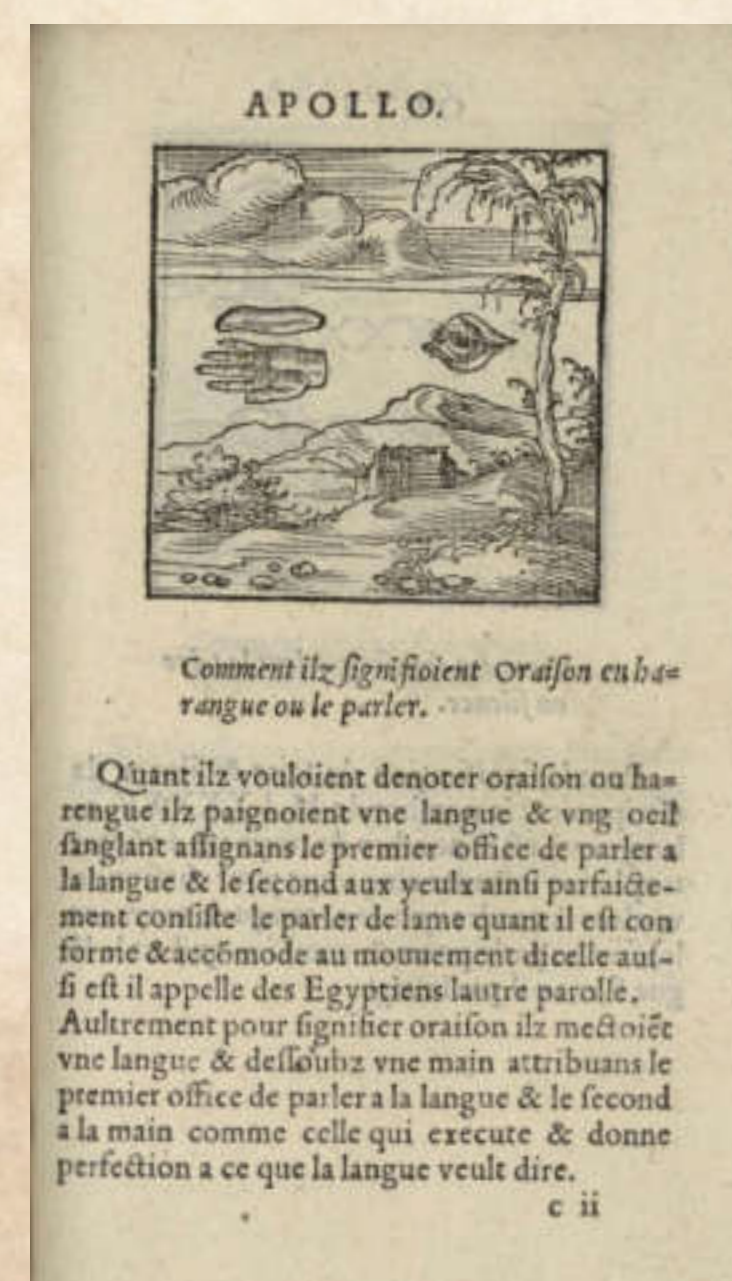 APOLLO.
Comment ilz ſignifioient Oraiſon en ha=
rangue ou le parler.
Quant ilz vouloient denoter oraiſon ou ha=
rengue ilz paignoient vne langue & vng oeil
ſanglant aſſignans le premier office de parler a
la langue & le ſecond aux yeulx ainſi parfaicte-
ment conſiſte le parler de lame quant il eſt con
forme & accõmode au mouuement dicelle auſ-
ſi eſt il appelle des Egyptiens lautre parolle.
Aultrement pour ſignifier oraiſon ilz mectoiẽt
vne langue & deſſoubz vne main attribuans le
premier office de parler a la langue & le ſecond
a la main comme celle qui execute & donne
perfection a ce que la langue veult dire.
c ii